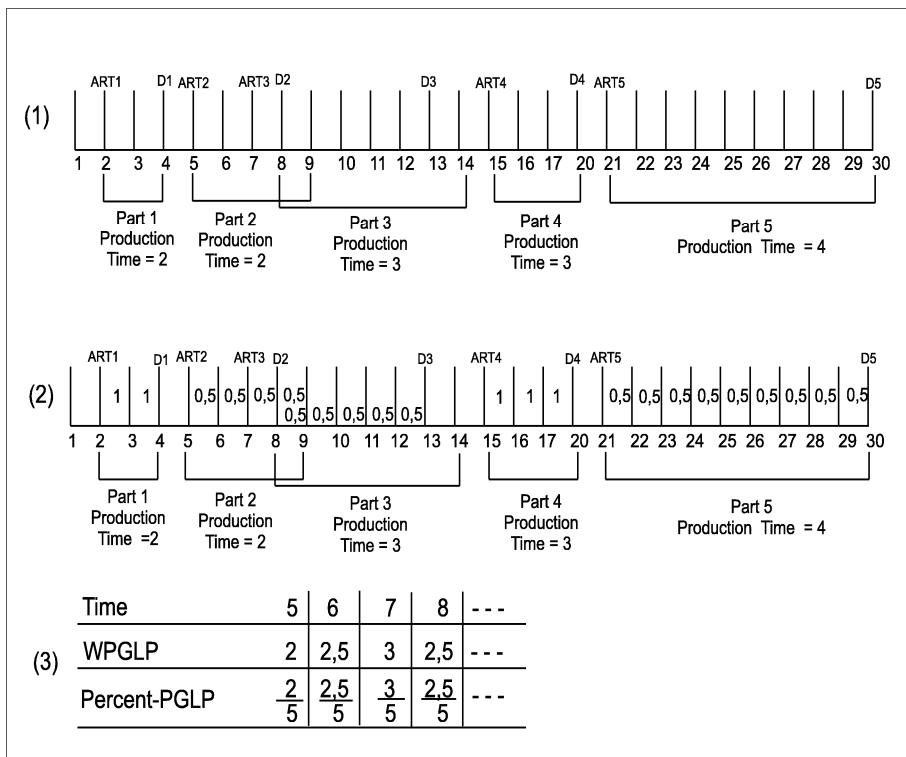 ART1 D1 ART2 ART3 D2 D3 ART4 D4 ART5 D5
(1)
1 2 3 4 5 6 7 8 9 10 11 12 13 14 15 16 17 20 21 22 23 24 25 26 27 28 29 30
Part 1 Production Time = 2
Part 2 Production Time = 2
Part 3 Production Time = 3
Part 4 Production Time = 3
Part 5 Production Time = 4
ART1 D1 ART2 ART3 D2 D3 ART4 D4 ART5 D5
(2)
1 1 0,5 0,5 0,5 0,5 1 1 1 0,5 0,5 0,5 0,5 0,5 0,5 0,5 0,5 0,5
0,5 0,5 0,5 0,5 0,5
1 2 3 4 5 6 7 8 9 10 11 12 13 14 15 16 17 20 21 22 23 24 25 26 27 28 29 30
Part 1 Production Time =2
Part 2 Production Time = 2
Part 3 Production Time = 3
Part 4 Production Time = 3
Part 5 Production Time = 4
(3)
Time 5 6 7 8 - - -
WPGLP 2 2,5 3 2,5 - - -
Percent-PGLP 2/5 2,5/5 3/5 2,5/5 - - -